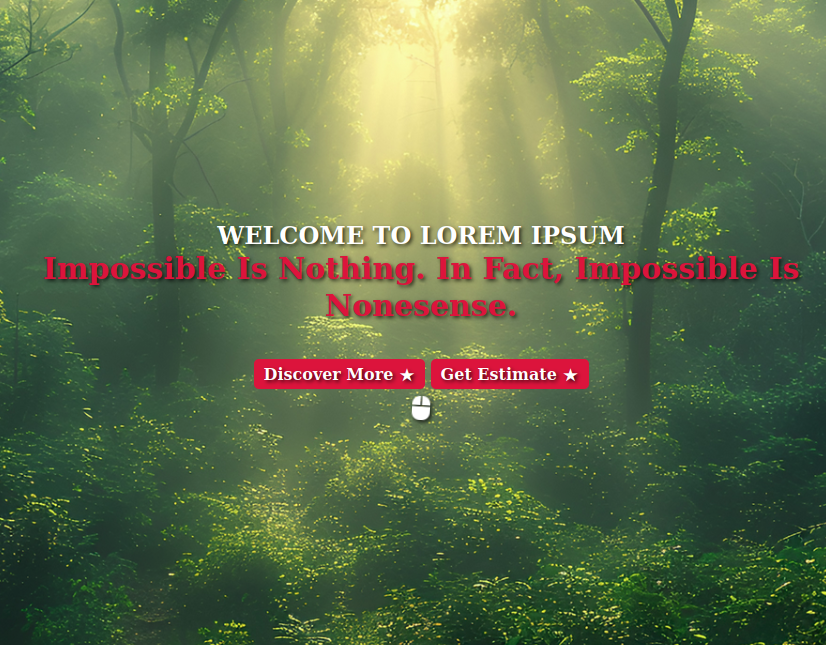 WELCOME TO LOREM IPSUM
Impossible Is Nothing. In Fact, Impossible Is
Nonesense.
Discover More ★ Get Estimate ★